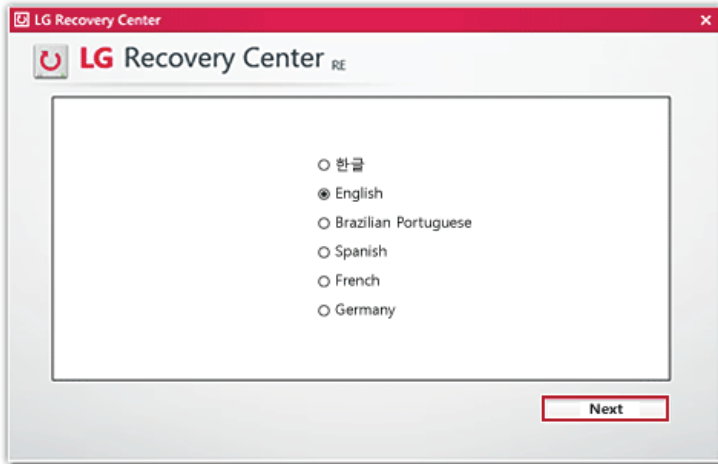 LG Recovery Center
LG Recovery Center RE
한글
English
Brazilian Portuguese
Spanish
French
Germany
Next